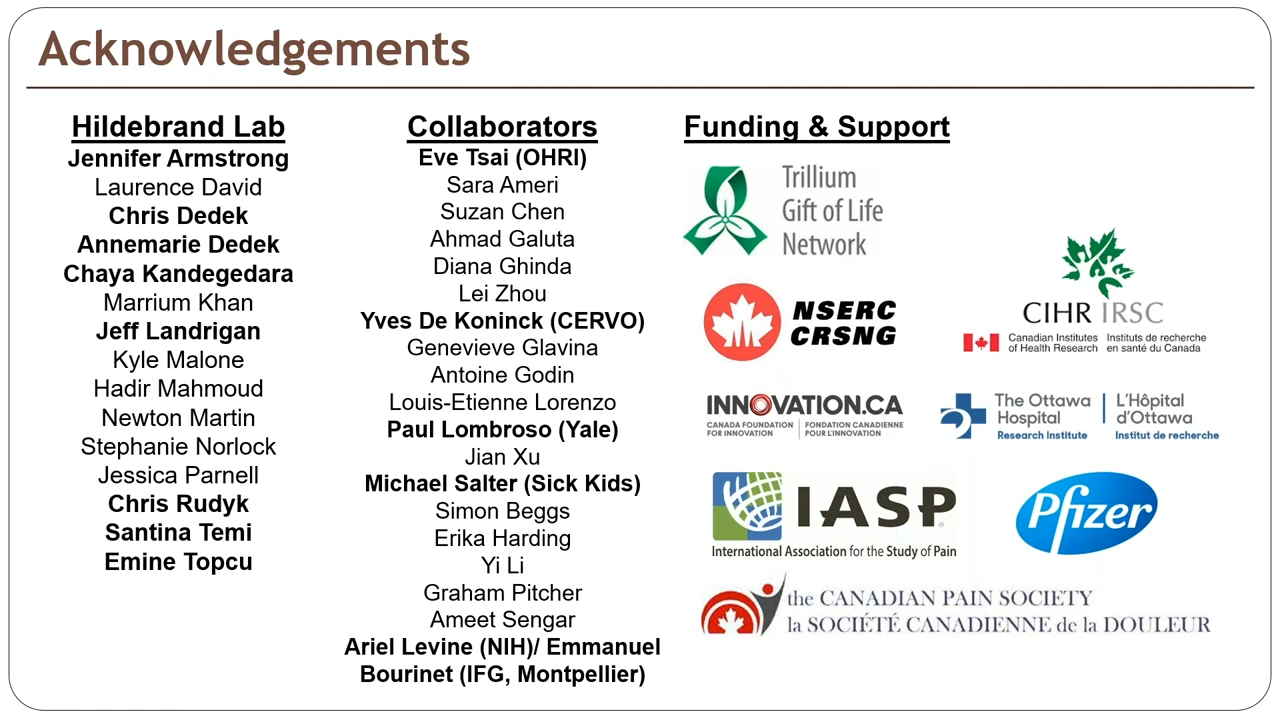 Acknowledgements
Hildebrand Lab
Jennifer Armstrong
Laurence David
Chris Dedek
Annemarie Dedek
Chaya Kandegedara
Marrium Khan
Jeff Landrigan
Kyle Malone
Hadir Mahmoud
Newton Martin
Stephanie Norlock
Jessica Parnell
Chris Rudyk
Santina Temi
Emine Topcu
Collaborators
Eve Tsai (OHRI)
Sara Ameri
Suzan Chen
Ahmad Galuta
Diana Ghinda
Lei Zhou
Yves De Koninck (CERVO)
Genevieve Glavina
Antoine Godin
Louis-Etienne Lorenzo
Paul Lombroso (Yale)
Jian Xu
Michael Salter (Sick Kids)
Simon Beggs
Erika Harding
Yi Li
Graham Pitcher
Ameet Sengar
Ariel Levine (NIH)/ Emmanuel
Bourinet (IFG, Montpellier)
Funding & Support
Trillium
Gift of Life
Network
NSERC
CRSNG
CIHR IRSC
Canadian Institutes
of Health Research
Instituts de recherche
en santé du Canada
INNOVATION.CA
CANADA FOUNDATION
FOR INNOVATION
FONDATION CANADIENNE
POUR L'INNOVATION
The Ottawa
Hospital
Research Institute
L'Hôpital
d'Ottawa
Institut de recherche
IASP
International Association for the Study of Pain
Pfizer
the CANADIAN PAIN SOCIETY
la SOCIÉTÉ CANADIENNE de la DOULEUR